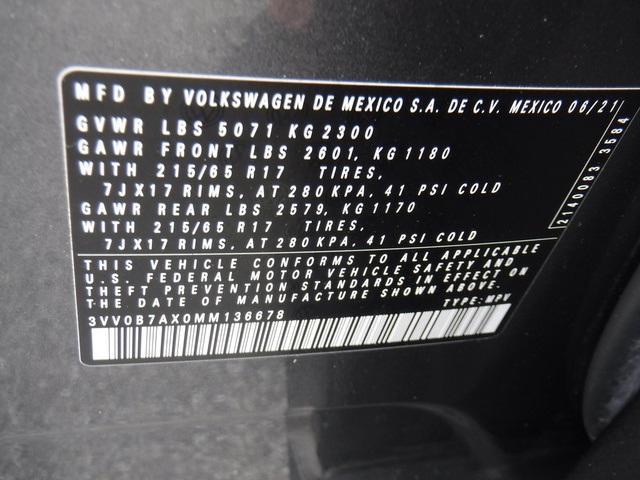 MFD BY VOLKSWAGEN DE MEXICO S.A. DE C.V. MEXICO 06/21
GVWR LBS 5071 KG 2300
GAWR FRONT LBS 2601, KG 1180
WITH 215/65 R17 TIRES,
7JX17 RIMS, AT 280 KPA, 41 PSI COLD
GAWR REAR LBS 2579, KG 1170
WITH 215/65 R17 TIRES,
7JX17 RIMS, AT 280 KPA, 41 PSI COLD
THIS VEHICLE CONFORMS TO ALL APPLICABLE
U.S. FEDERAL MOTOR VEHICLE SAFETY AND
THEFT PREVENTION STANDARDS IN EFFECT ON
THE DATE OF MANUFACTURE SHOWN ABOVE.
3VV0B7AX0MM136678 TYPE: MPV
21A0083 3584